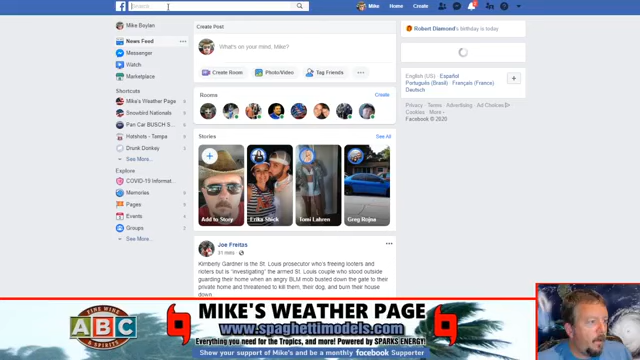 Search
Mike
Home
Create
Mike Boylan
News Feed
Messenger
Watch
Marketplace
Shortcuts
Mike's Weather Page
Snowbird Nationals
Pan Car BUSCH S...
Hotshots - Tampa
Drunk Donkey
See More...
Explore
COVID-19 Informat...
Memories
Pages
Events
Groups
See More...
Create Post
What's on your mind, Mike?
Create Room
Photo/Video
Tag Friends
Rooms
Create
Stories
See All
Add to Story
Tomi Lahren
Greg Rojoe
Joe Freitas
31 mins
Kimberly Gardner is the St. Louis prosecutor who's freeing looters and
rioters but is "investigating" the armed St. Louis couple who stood outside
guarding their home when an angry BLM mob busted down the gate to their
private home and threatened to kill them, their dog, and burn their house
down.
Robert Diamond's birthday is today
English (US) · Español
Português (Brasil) · Français (France)
Deutsch
Privacy · Terms · Advertising · Ad Choices
Cookies · More
Facebook © 2020
FINE WINE
ABC
& SPIRITS
MIKE'S WEATHER PAGE
www.spaghettimodels.com
Everything you need for the Tropics, and more! Powered by SPARKS ENERGY!
Show your support of Mike's and be a monthly facebook Supporter